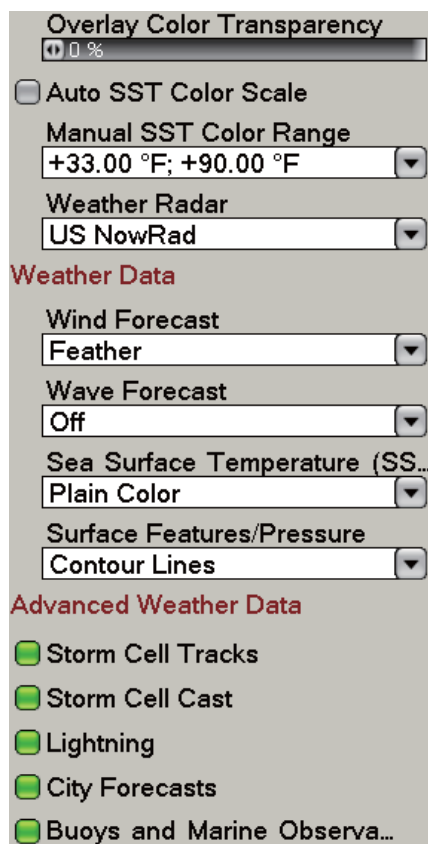 Overlay Color Transparency
0 %
Auto SST Color Scale
Manual SST Color Range
+33.00 °F; +90.00 °F
Weather Radar
US NowRad
Weather Data
Wind Forecast
Feather
Wave Forecast
Off
Sea Surface Temperature (SS...
Plain Color
Surface Features/Pressure
Contour Lines
Advanced Weather Data
Storm Cell Tracks
Storm Cell Cast
Lightning
City Forecasts
Buoys and Marine Observa...